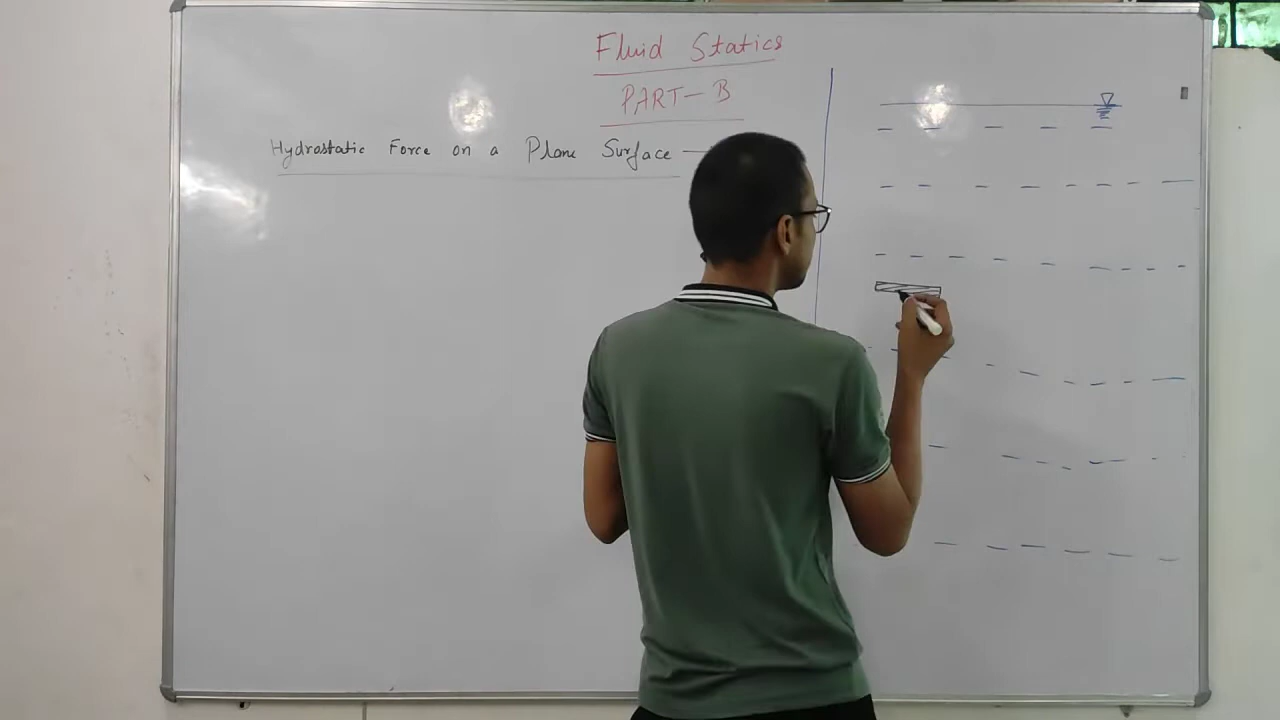 Fluid Statics
PART-B
Hydrostatic Force on a Plane Surface —